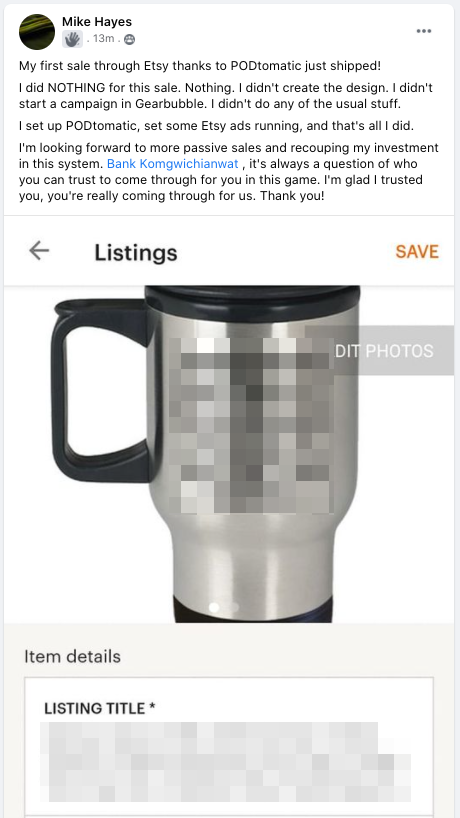 Mike Hayes
· 13m ·
My first sale through Etsy thanks to PODtomatic just shipped!
I did NOTHING for this sale. Nothing. I didn't create the design. I didn't
start a campaign in Gearbubble. I didn't do any of the usual stuff.
I set up PODtomatic, set some Etsy ads running, and that's all I did.
I'm looking forward to more passive sales and recouping my investment
in this system. Bank Komgwichianwat , it's always a question of who
you can trust to come through for you in this game. I'm glad I trusted
you, you're really coming through for us. Thank you!
Listings
SAVE
DIT PHOTOS
Item details
LISTING TITLE *